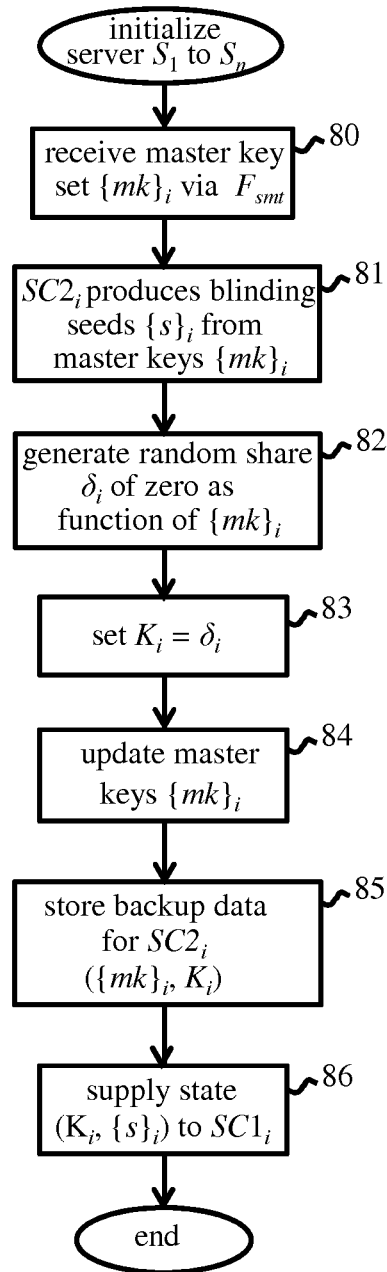 initialize
server S₁ to Sₙ
80
receive master key
set {mk}ᵢ via F_smt
81
SC2ᵢ produces blinding
seeds {s}ᵢ from
master keys {mk}ᵢ
82
generate random share
δᵢ of zero as
function of {mk}ᵢ
83
set Kᵢ = δᵢ
84
update master
keys {mk}ᵢ
85
store backup data
for SC2ᵢ
({mk}ᵢ, Kᵢ)
86
supply state
(Kᵢ, {s}ᵢ) to SC1ᵢ
end